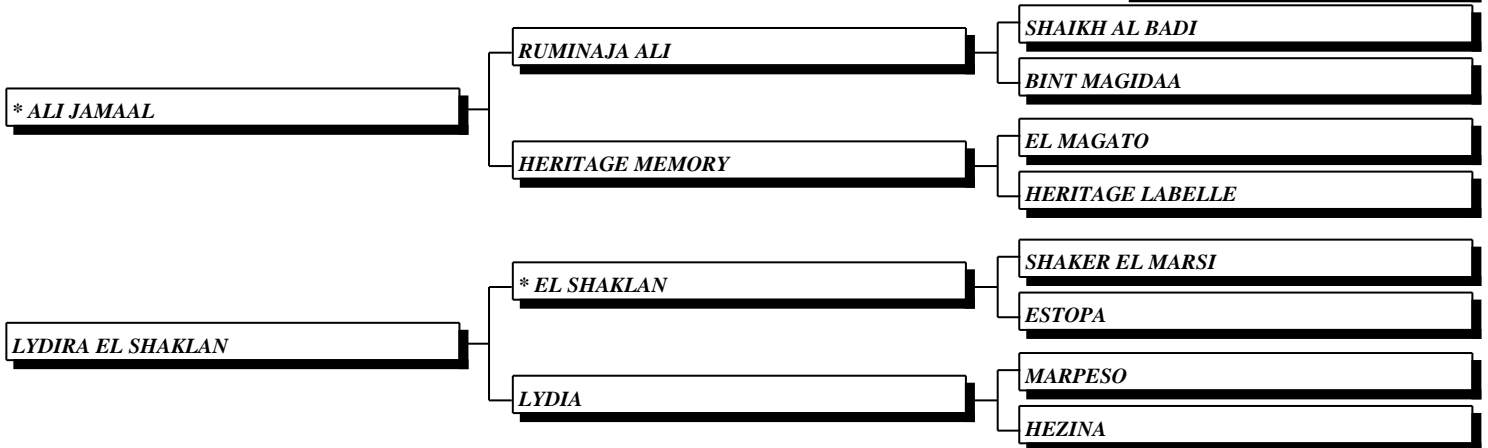 SHAIKH AL BADI
RUMINAJA ALI
BINT MAGIDAA
* ALI JAMAAL
EL MAGATO
HERITAGE MEMORY
HERITAGE LABELLE
SHAKER EL MARSI
* EL SHAKLAN
ESTOPA
LYDIRA EL SHAKLAN
MARPESO
LYDIA
HEZINA